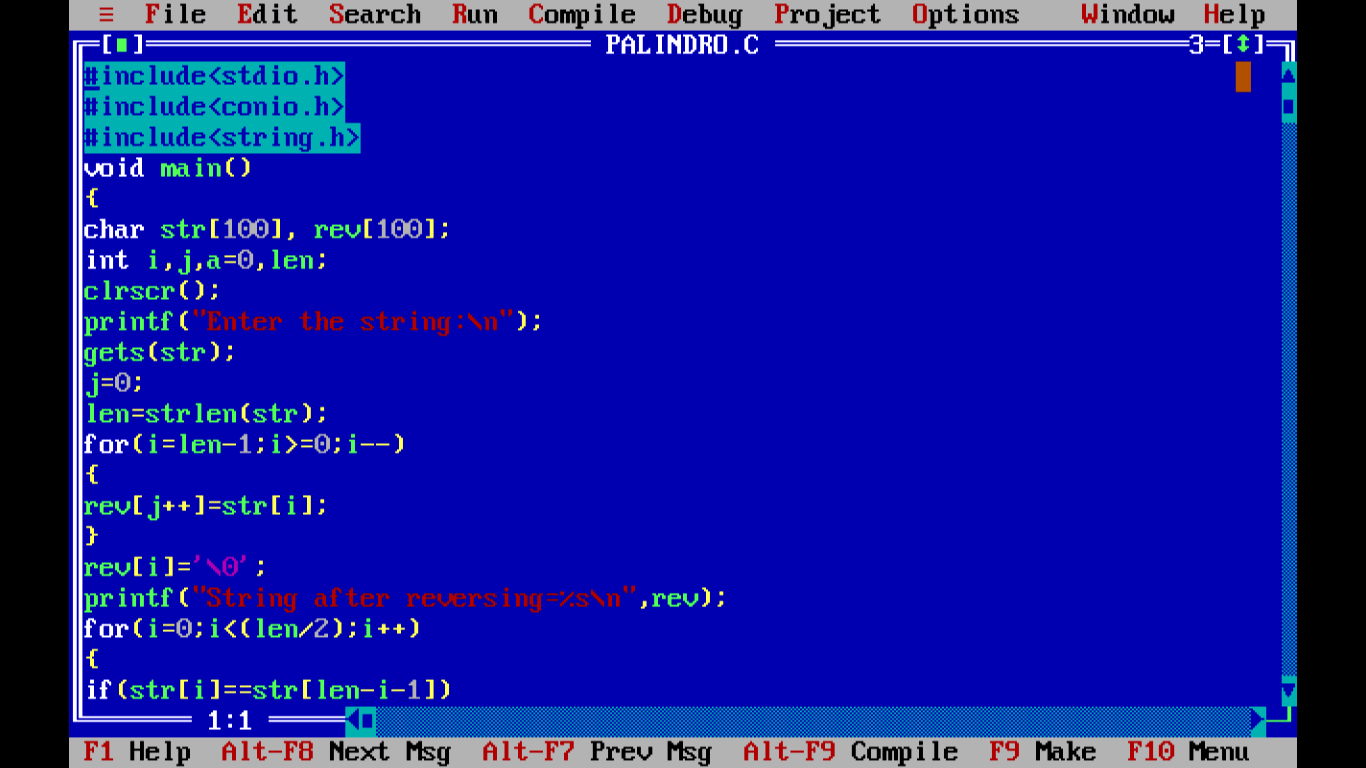 ≡ File Edit Search Run Compile Debug Project Options Window Help
[■] PALINDRO.C 3=[↕]
#include<stdio.h>
#include<conio.h>
#include<string.h>
void main()
{
char str[100], rev[100];
int i,j,a=0,len;
clrscr();
printf("Enter the string:\n");
gets(str);
j=0;
len=strlen(str);
for(i=len-1;i>=0;i--)
{
rev[j++]=str[i];
}
rev[i]='\0';
printf("String after reversing=%s\n",rev);
for(i=0;i<(len/2);i++)
{
if(str[i]==str[len-i-1])
1:1
F1 Help Alt-F8 Next Msg Alt-F7 Prev Msg Alt-F9 Compile F9 Make F10 Menu